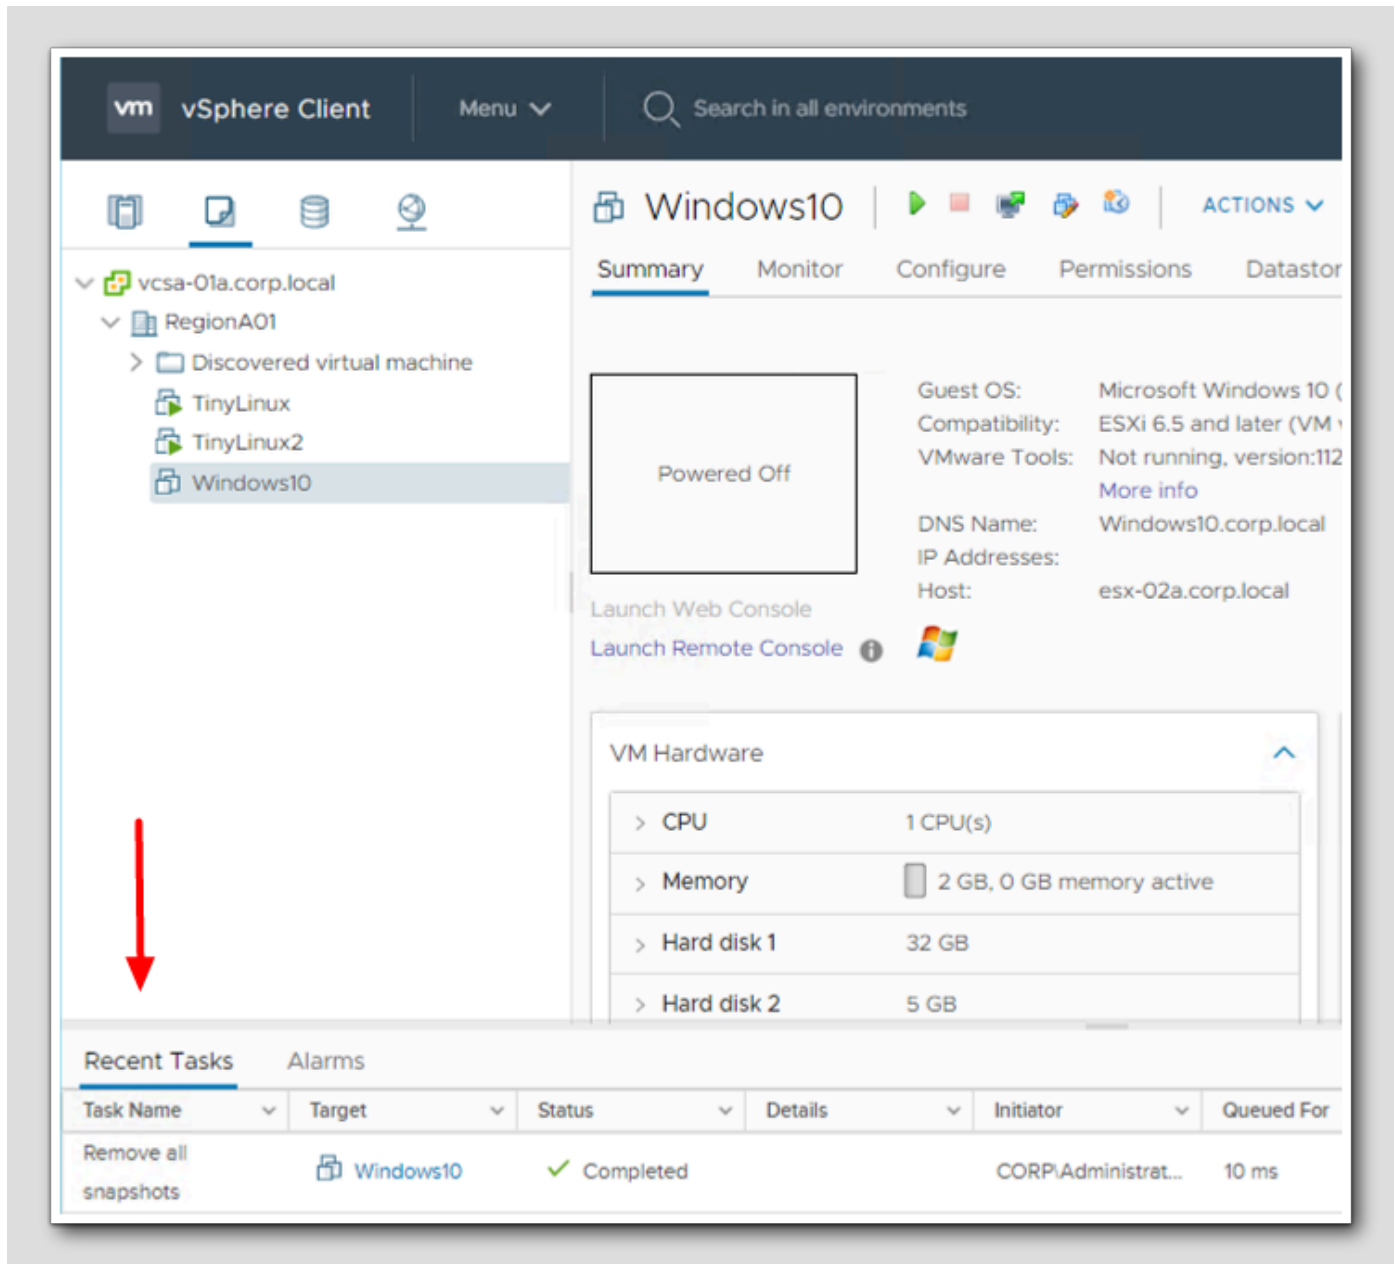 vm vSphere Client Menu Search in all environments
Windows10 ACTIONS
Summary Monitor Configure Permissions Datastor
vcsa-01a.corp.local
RegionA01
Discovered virtual machine
TinyLinux
TinyLinux2
Windows10
Powered Off
Launch Web Console
Launch Remote Console
Guest OS: Microsoft Windows 10 (
Compatibility: ESXi 6.5 and later (VM
VMware Tools: Not running, version:112
More info
DNS Name: Windows10.corp.local
IP Addresses:
Host: esx-02a.corp.local
VM Hardware
CPU 1 CPU(s)
Memory 2 GB, 0 GB memory active
Hard disk 1 32 GB
Hard disk 2 5 GB
Recent Tasks Alarms
Task Name Target Status Details Initiator Queued For
Remove all
snapshots Windows10 Completed CORP\Administrat... 10 ms